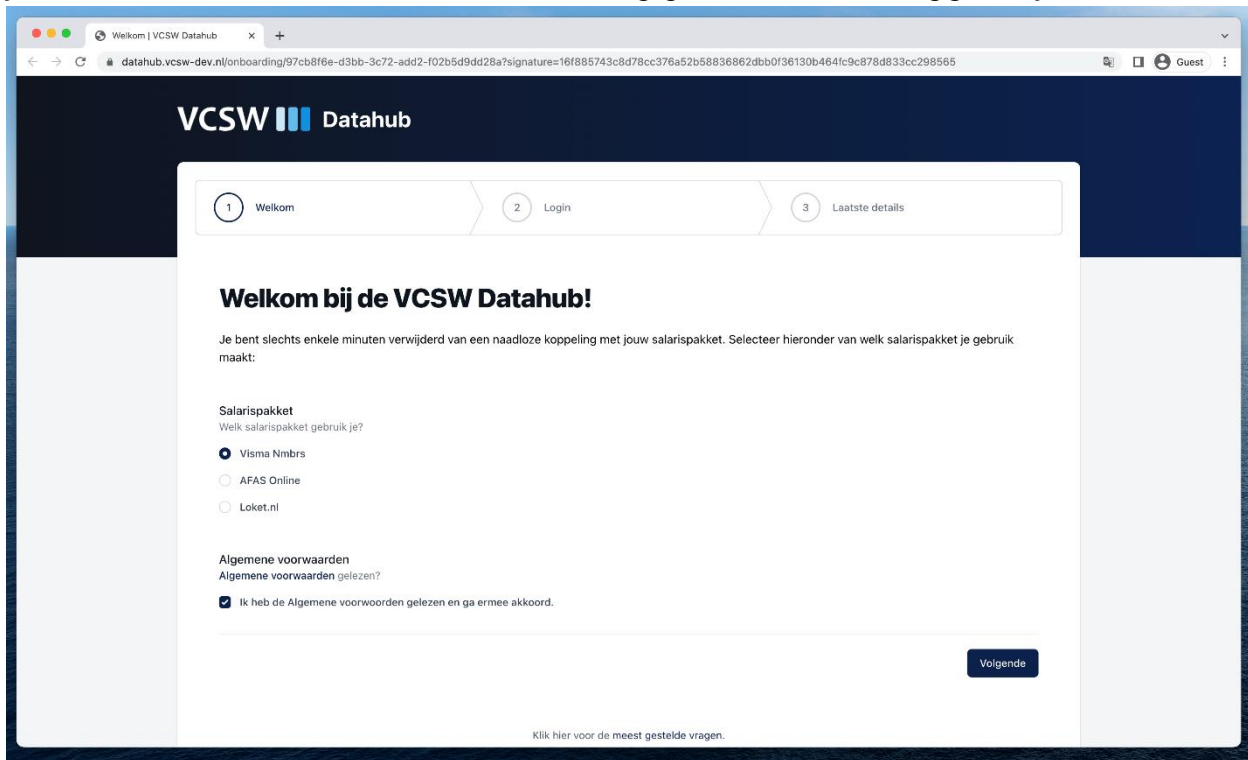 Welkom | VCSW Datahub
datahub.vcsw-dev.nl/onboarding/97cb8f6e-d3bb-3c72-add2-f02b5d9dd28a?signature=16f885743c8d78cc376a52b58836862dbb0f36130b464fc9c878d833cc298565
Guest
VCSW Datahub
1 Welkom
2 Login
3 Laatste details
Welkom bij de VCSW Datahub!
Je bent slechts enkele minuten verwijderd van een naadloze koppeling met jouw salarispakket. Selecteer hieronder van welk salarispakket je gebruik
maakt:
Salarispakket
Welk salarispakket gebruik je?
Visma Nmbrs
AFAS Online
Loket.nl
Algemene voorwaarden
Algemene voorwaarden gelezen?
Ik heb de Algemene voorwoorden gelezen en ga ermee akkoord.
Volgende
Klik hier voor de meest gestelde vragen.